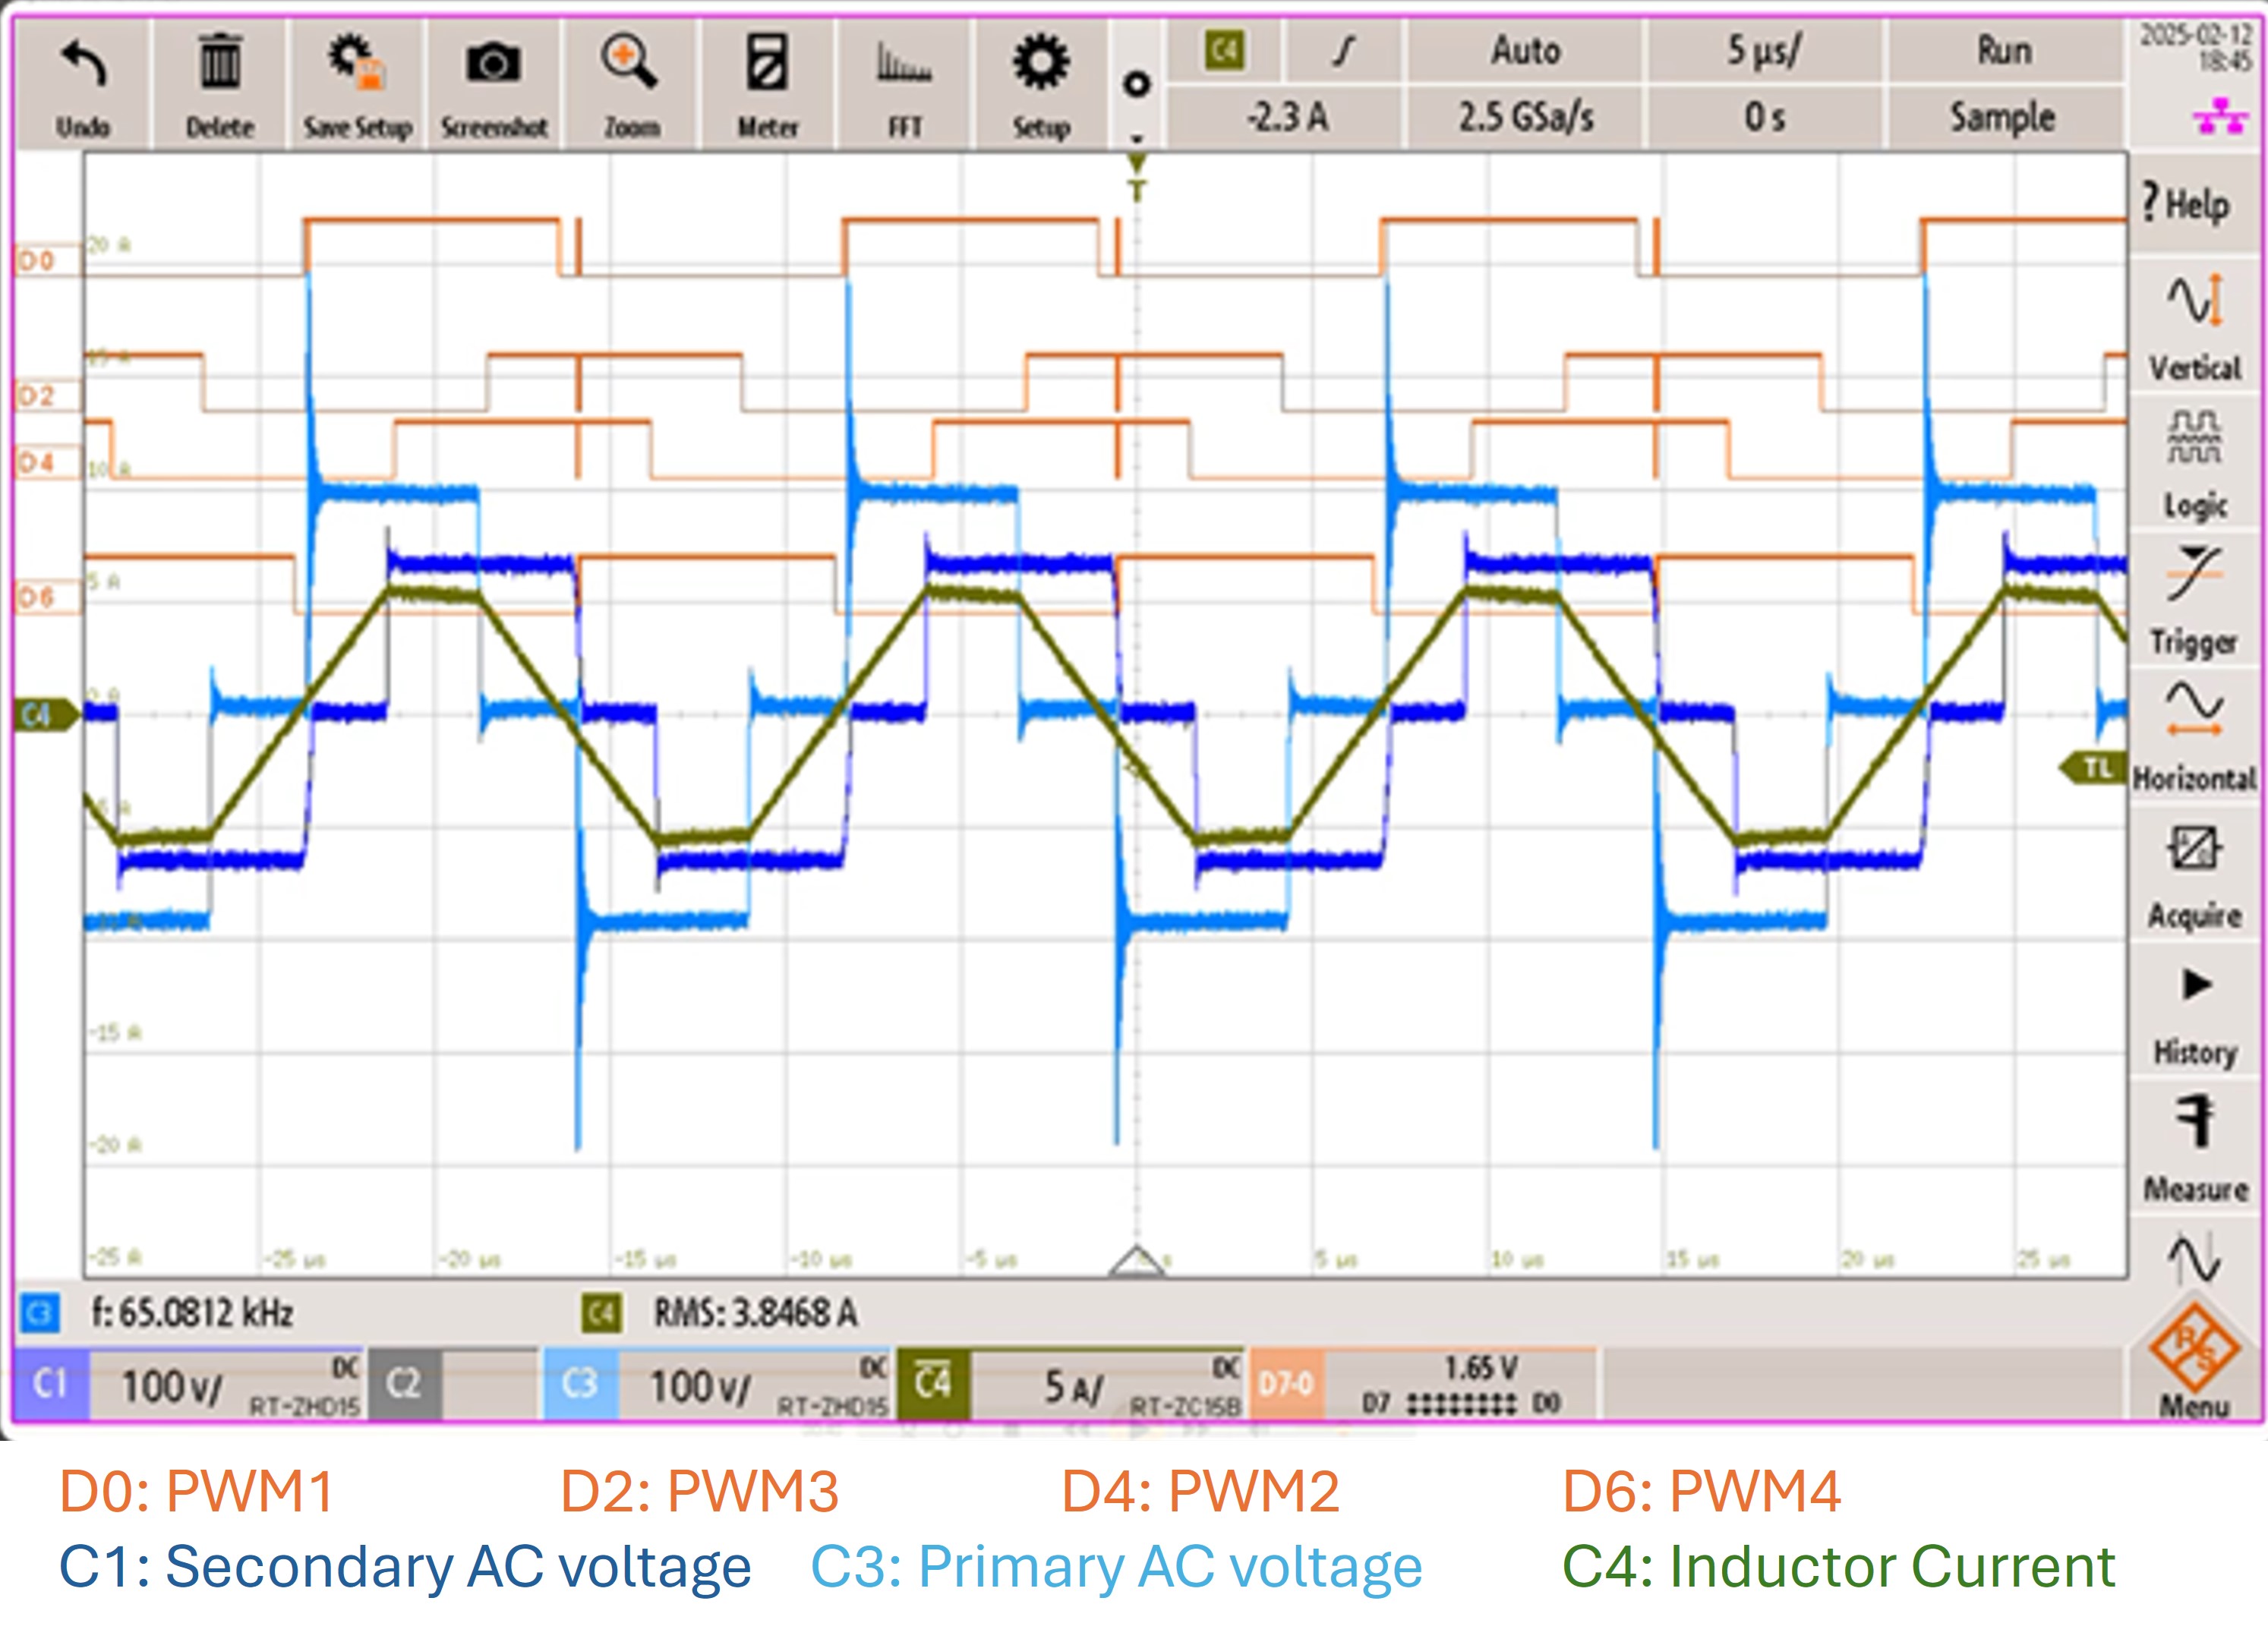 2025-02-12
18:45
C4 Auto 5 µs/ Run
-2.3 A 2.5 GSa/s 0 s Sample
Undo Delete Save Setup Screenshot Zoom Meter FFT Setup
? Help
Vertical
Logic
Trigger
Horizontal
Acquire
History
Measure
Menu
T
D0
20 A
15 A
D2
D4
10 A
5 A
D6
0 A
C4
TL
-15 A
-20 A
-25 A
-25 µs -20 µs -15 µs -10 µs -5 µs 5 µs 10 µs 15 µs 20 µs 25 µs
C3 f: 65.0812 kHz C4 RMS: 3.8468 A
C1 100 v/ DC RT-ZHD15 C2 C3 100 v/ DC RT-ZHD15 C4 5 A/ DC RT-ZC15B D7-0 1.65 V D7 D0
R&S
D0: PWM1 D2: PWM3 D4: PWM2 D6: PWM4
C1: Secondary AC voltage C3: Primary AC voltage C4: Inductor Current